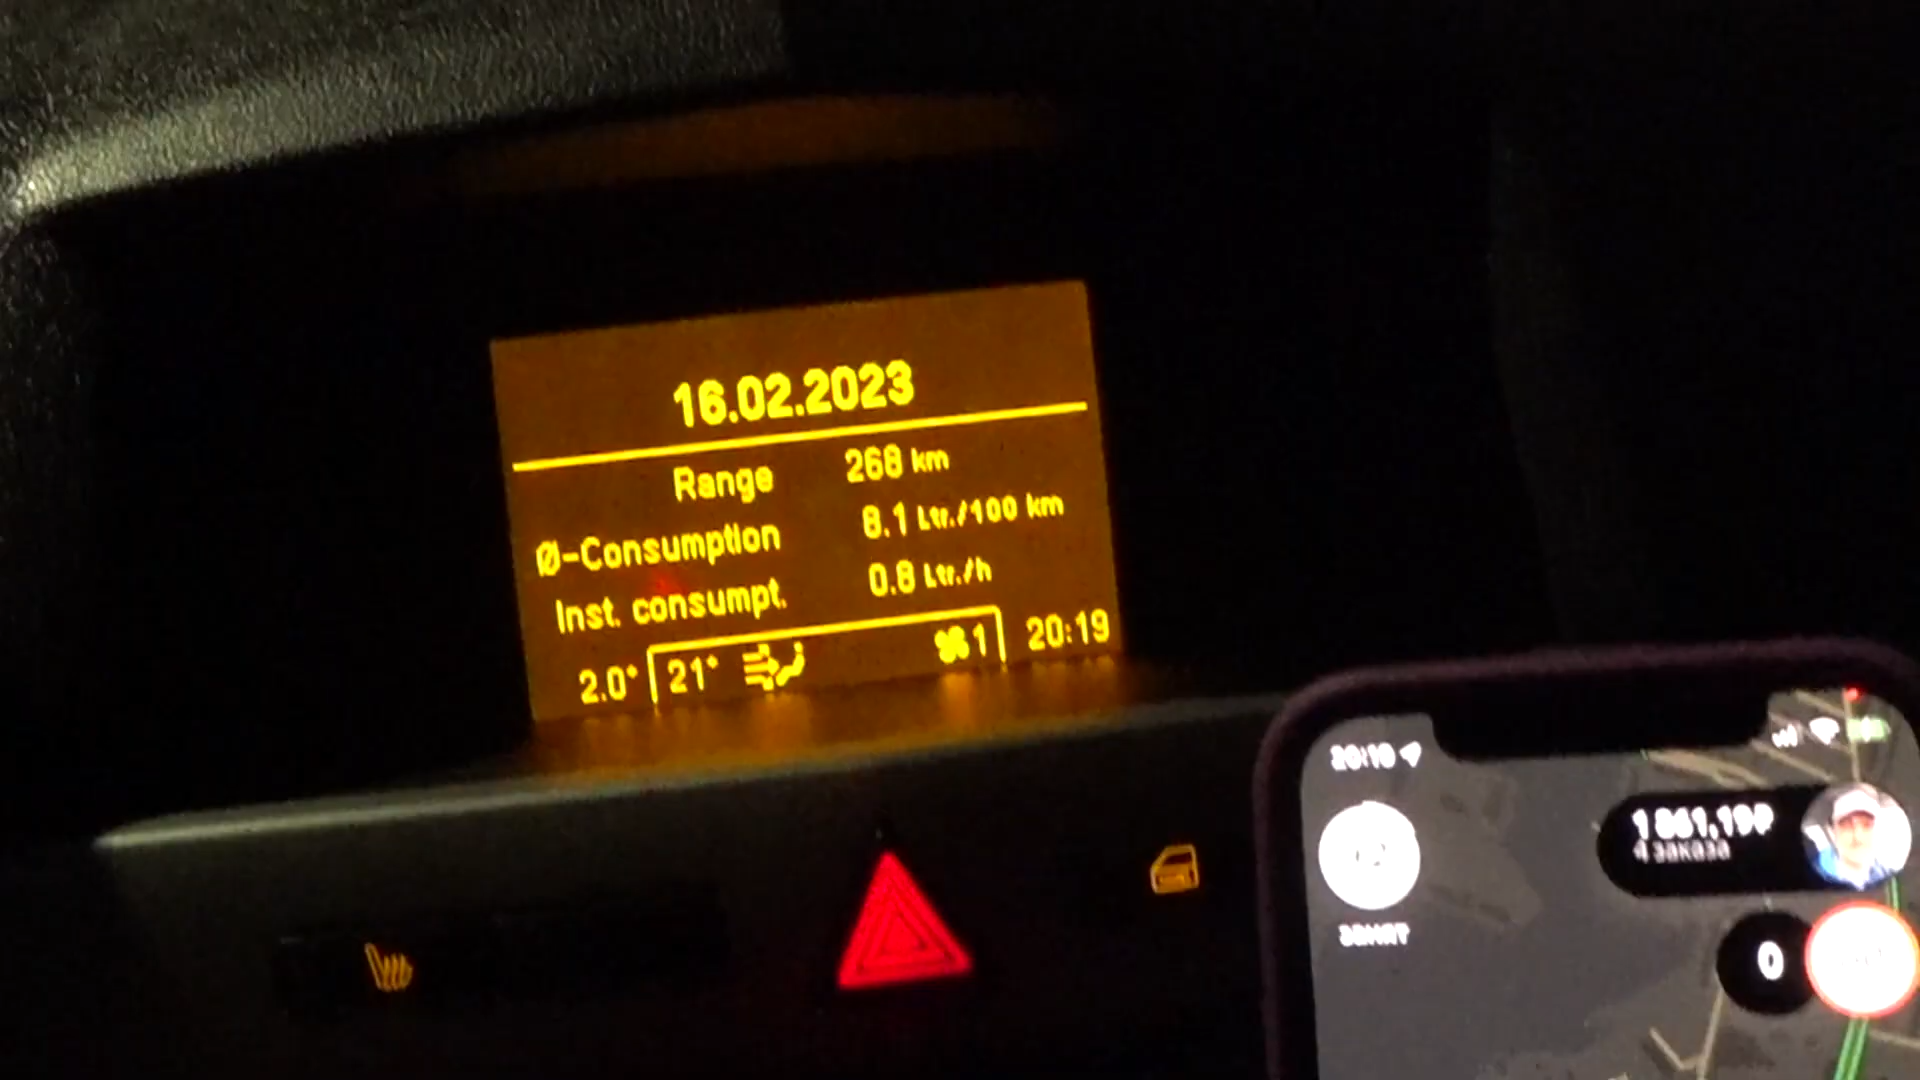 16.02.2023
Range 268 km
Ø-Consumption 8.1 Ltr./100 km
Inst. consumpt. 0.8 Ltr./h
2.0° 21° 1 20:19
4 заказа
занят
0